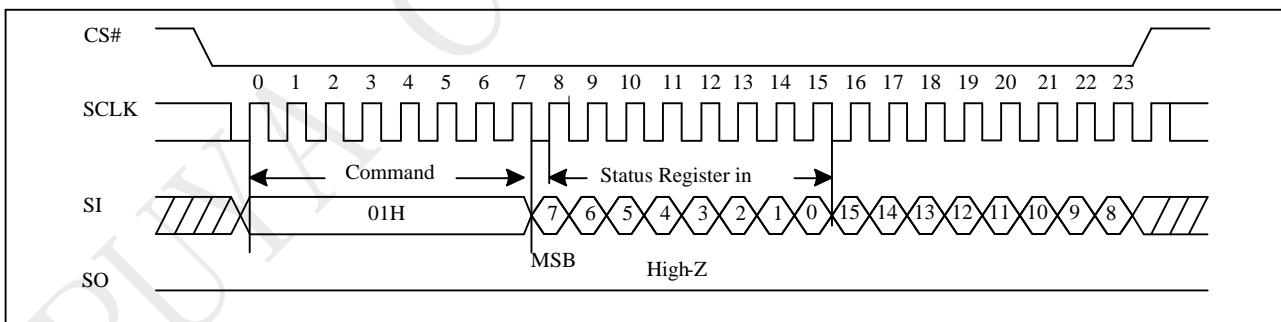 CS#
0 1 2 3 4 5 6 7 8 9 10 11 12 13 14 15 16 17 18 19 20 21 22 23
SCLK
Command Status Register in
SI 01H 7 6 5 4 3 2 1 0 15 14 13 12 11 10 9 8
MSB High-Z
SO
PUYA